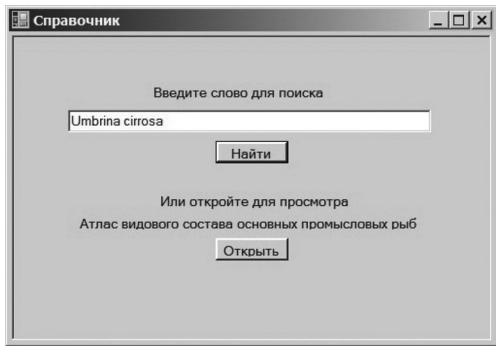 Справочник
Введите слово для поиска
Umbrina cirrosa
Найти
Или откройте для просмотра
Атлас видового состава основных промысловых рыб
Открыть